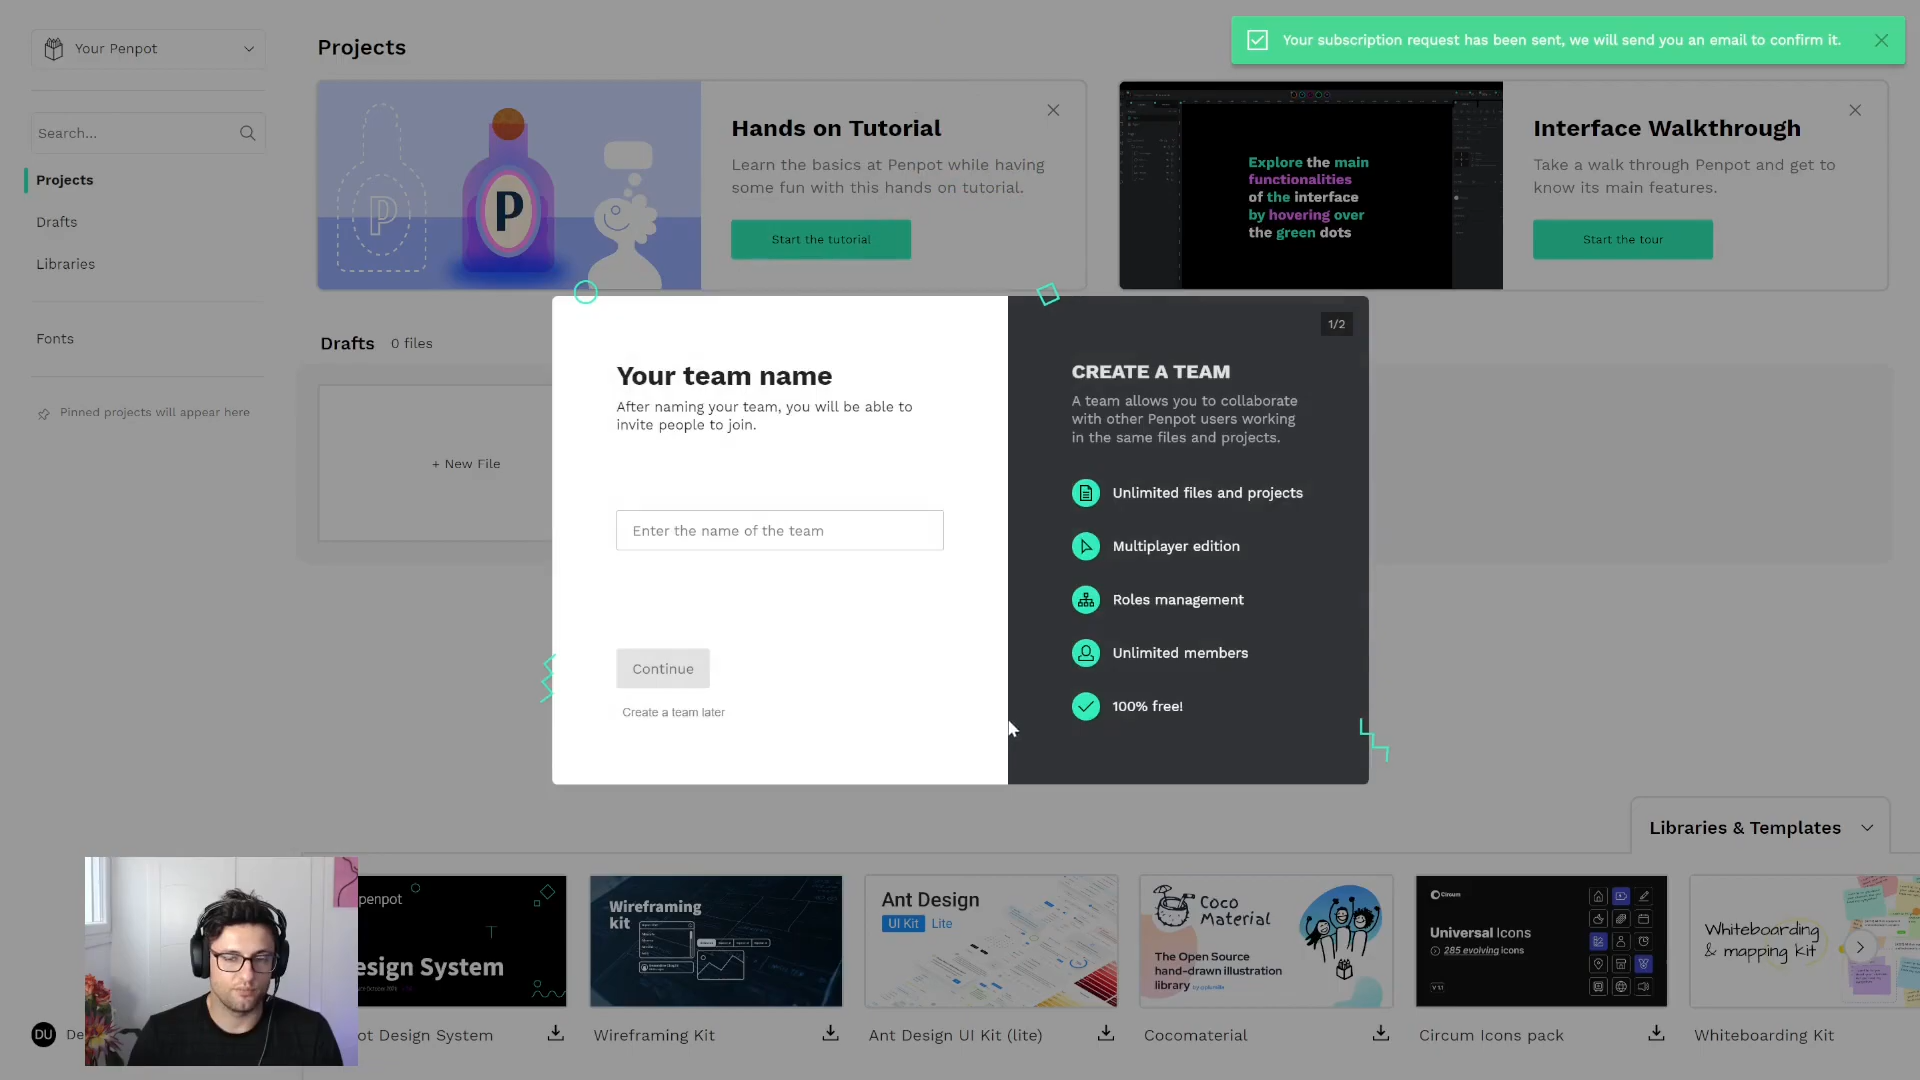 Your Penpot
Projects
Your subscription request has been sent, we will send you an email to confirm it.
Search...
Projects
Drafts
Libraries
Fonts
Pinned projects will appear here
P
P
Hands on Tutorial
Learn the basics at Penpot while having
some fun with this hands on tutorial.
Start the tutorial
Explore the main
functionalities
of the interface
by hovering over
the green dots
Interface Walkthrough
Take a walk through Penpot and get to
know its main features.
Start the tour
Drafts 0 files
+ New File
Your team name
After naming your team, you will be able to
invite people to join.
Enter the name of the team
Continue
Create a team later
1/2
CREATE A TEAM
A team allows you to collaborate
with other Penpot users working
in the same files and projects.
Unlimited files and projects
Multiplayer edition
Roles management
Unlimited members
100% free!
Libraries & Templates
penpot
esign System
Wireframing
kit
Ant Design
UI Kit Lite
Coco
Material
The Open Source
hand-drawn illustration
library
Circum
Universal Icons
285 evolving icons
V 1.1
Whiteboarding
& mapping kit
DU De
ot Design System
Wireframing Kit
Ant Design UI Kit (lite)
Cocomaterial
Circum Icons pack
Whiteboarding Kit